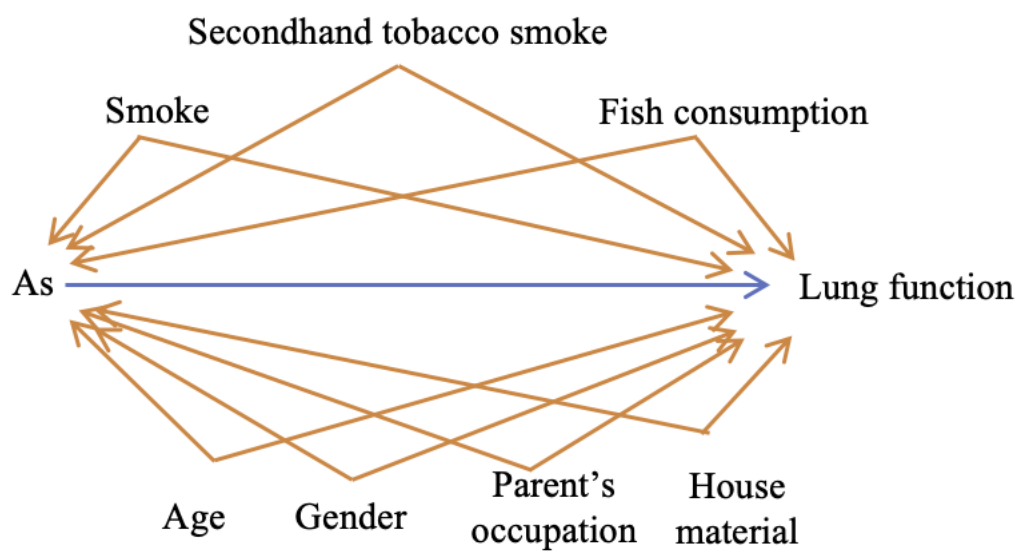 Secondhand tobacco smoke
Smoke
Fish consumption
As
Lung function
Age
Gender
Parent’s
occupation
House
material